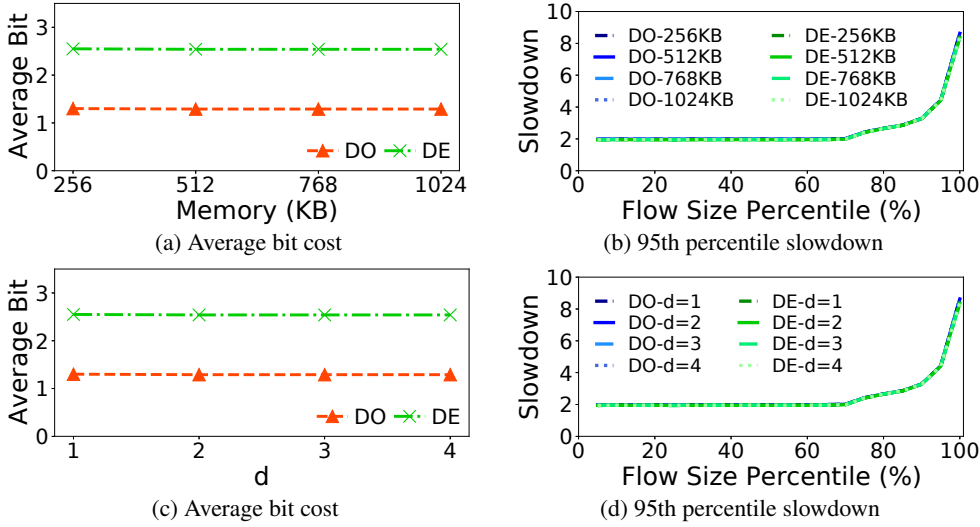 Average Bit
3
2
1
0
DO DE
256 512 768 1024
Memory (KB)
(a) Average bit cost
Slowdown
10
8
6
4
2
0
DO-256KB DE-256KB
DO-512KB DE-512KB
DO-768KB DE-768KB
DO-1024KB DE-1024KB
0 20 40 60 80 100
Flow Size Percentile (%)
(b) 95th percentile slowdown
Average Bit
3
2
1
0
DO DE
1 2 3 4
d
(c) Average bit cost
Slowdown
10
8
6
4
2
0
DO-d=1 DE-d=1
DO-d=2 DE-d=2
DO-d=3 DE-d=3
DO-d=4 DE-d=4
0 20 40 60 80 100
Flow Size Percentile (%)
(d) 95th percentile slowdown